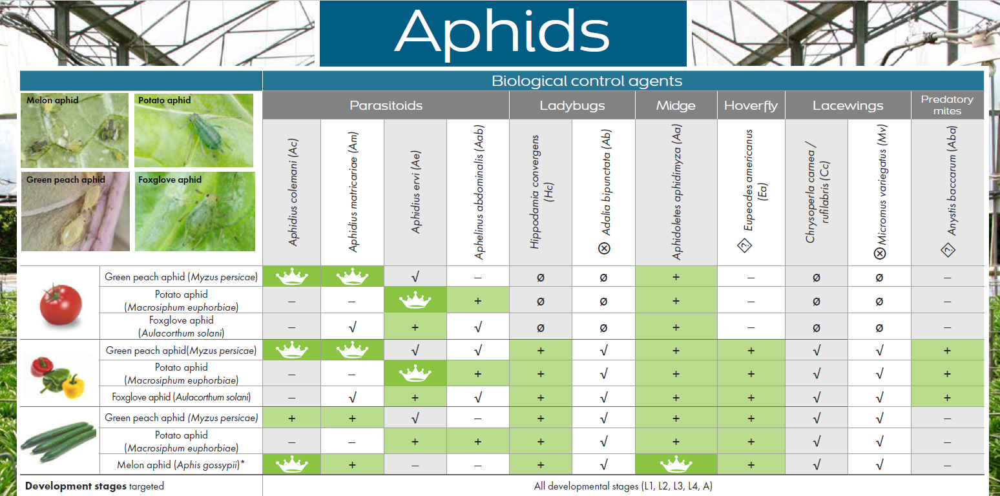 Aphids
Biological control agents
Melon aphid
Potato aphid
Green peach aphid
Foxglove aphid
Parasitoids
Ladybugs
Midge
Hoverfly
Lacewings
Predatory
mites
Aphidius colemani (Ac)
Aphidius matricariae (Am)
Aphidius ervi (Ae)
Aphelinus abdominalis (Aab)
Hippodamia convergens
(Hc)
⊗ Adalia bipunctata (Ab)
Aphidoletes aphidimyza (Aa)
? Eupeodes americanus
(Ea)
Chrysoperla carnea /
rufilabris (Cc)
⊗ Micromus variegatus (Mv)
? Anystis baccarum (Aba)
Green peach aphid (Myzus persicae) √ – ø ø + – ø ø –
Potato aphid
(Macrosiphum euphorbiae) – – + ø ø + – ø ø –
Foxglove aphid
(Aulacorthum solani) – √ + √ ø ø + – ø ø –
Green peach aphid(Myzus persicae) √ √ + √ + + √ √ +
Potato aphid
(Macrosiphum euphorbiae) – – + + √ + + √ √ +
Foxglove aphid (Aulacorthum solani) – √ + √ + √ + + √ √ +
Green peach aphid (Myzus persicae) + + √ – + √ + + √ √ –
Potato aphid
(Macrosiphum euphorbiae) – – + + + √ + + √ √ –
Melon aphid (Aphis gossypii)* + – – + √ + √ √ –
Development stages targeted
All developmental stages (L1, L2, L3, L4, A)